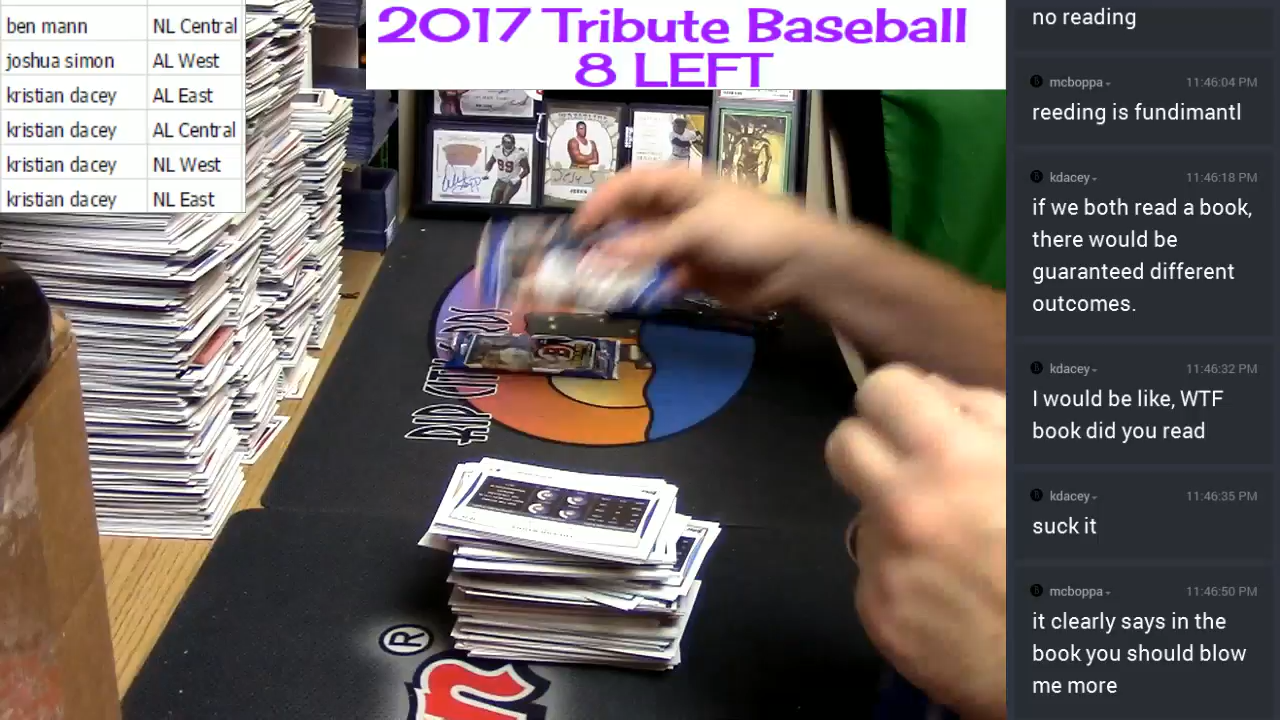 2017 Tribute Baseball
8 LEFT
ben mann NL Central
joshua simon AL West
kristian dacey AL East
kristian dacey AL Central
kristian dacey NL West
kristian dacey NL East
99
RIP CITY
®
no reading
mcboppa 11:46:04 PM
reeding is fundimantl
kdacey 11:46:18 PM
if we both read a book,
there would be
guaranteed different
outcomes.
kdacey 11:46:32 PM
I would be like, WTF
book did you read
kdacey 11:46:35 PM
suck it
mcboppa 11:46:50 PM
it clearly says in the
book you should blow
me more